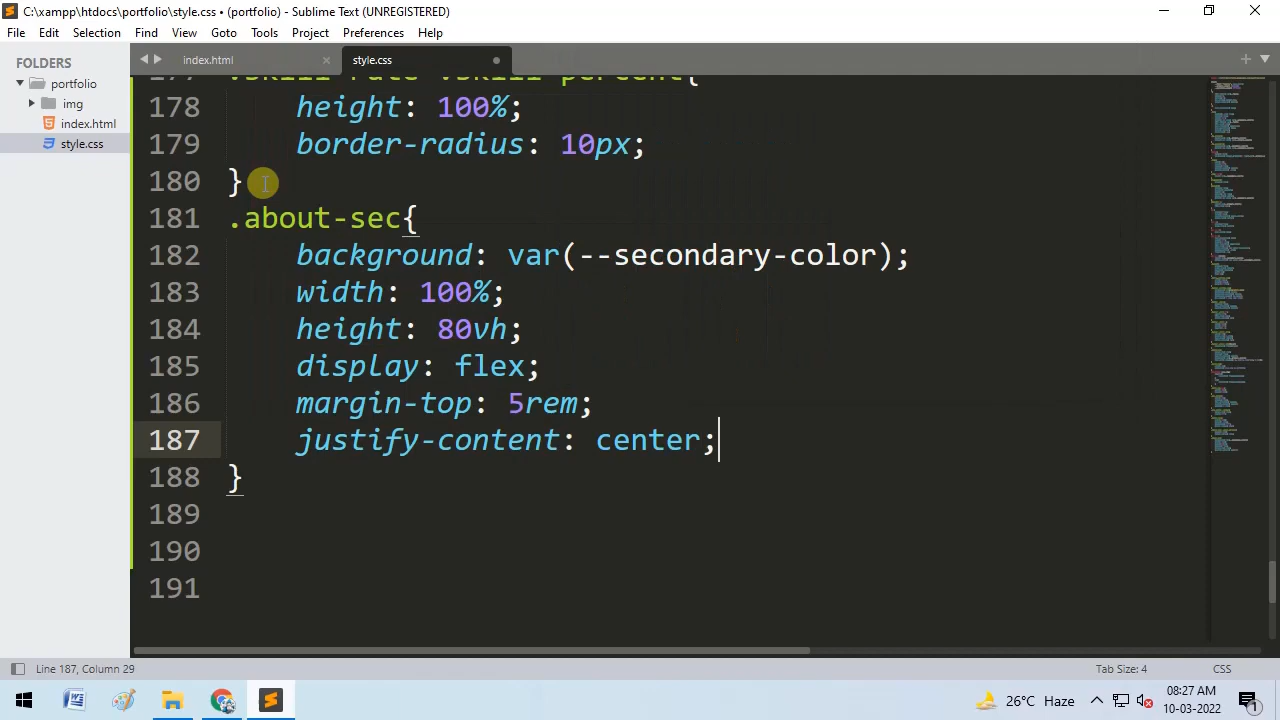 C:\xampp\htdocs\portfolio\style.css • (portfolio) - Sublime Text (UNREGISTERED)
File Edit Selection Find View Goto Tools Project Preferences Help
FOLDERS
portfolio
img
index.html
style.css
index.html
style.css
177 .skill-rate .skill-percent{
178 height: 100%;
179 border-radius: 10px;
180 }
181 .about-sec{
182 background: var(--secondary-color);
183 width: 100%;
184 height: 80vh;
185 display: flex;
186 margin-top: 5rem;
187 justify-content: center;
188 }
189
190
191
Line 187, Column 29
Tab Size: 4
CSS
26°C Haze
08:27 AM
10-03-2022
1